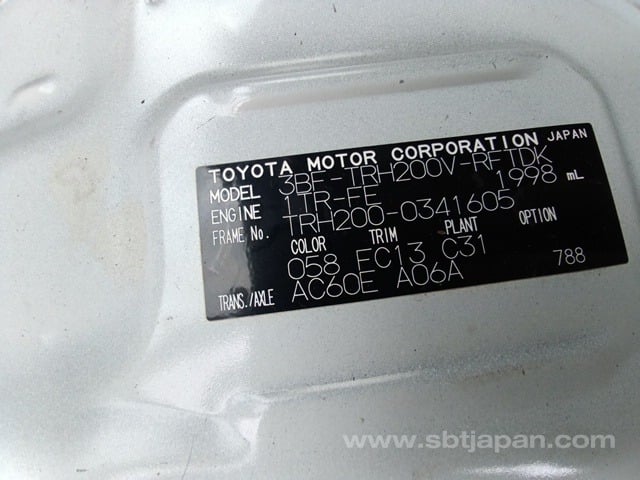 TOYOTA MOTOR CORPORATION JAPAN
MODEL 3BF-TRH200V-RFTDK
ENGINE 1TR-FE 1998 mL
FRAME No. TRH200-0341605
COLOR TRIM PLANT OPTION
058 FC13 C31
TRANS./AXLE AC60E A06A 788
www.sbtjapan.com